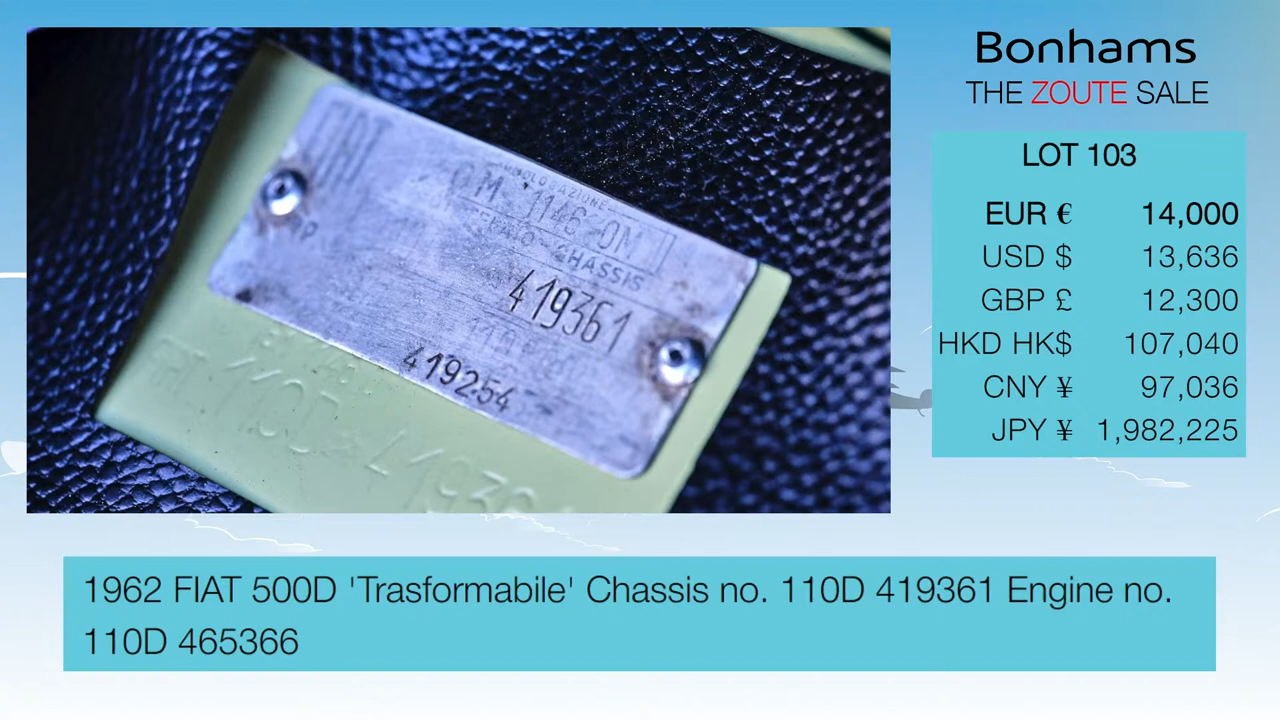 Bonhams
THE ZOUTE SALE
LOT 103
EUR € 14,000
USD $ 13,636
GBP £ 12,300
HKD HK$ 107,040
CNY ¥ 97,036
JPY ¥ 1,982,225
OMOLOGAZIONE
OM
CHASSIS
419361
419254
110D
1962 FIAT 500D 'Trasformabile' Chassis no. 110D 419361 Engine no.
110D 465366